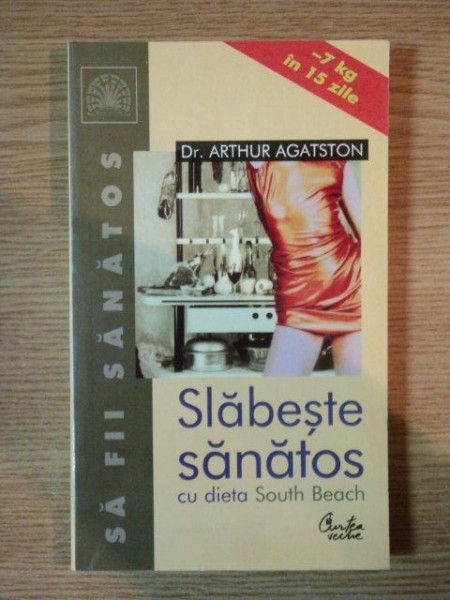 –7 kg
în 15 zile
Dr. ARTHUR AGATSTON
SĂ FII SĂNĂTOS
Slăbește
sănătos
cu dieta South Beach
Curtea
veche